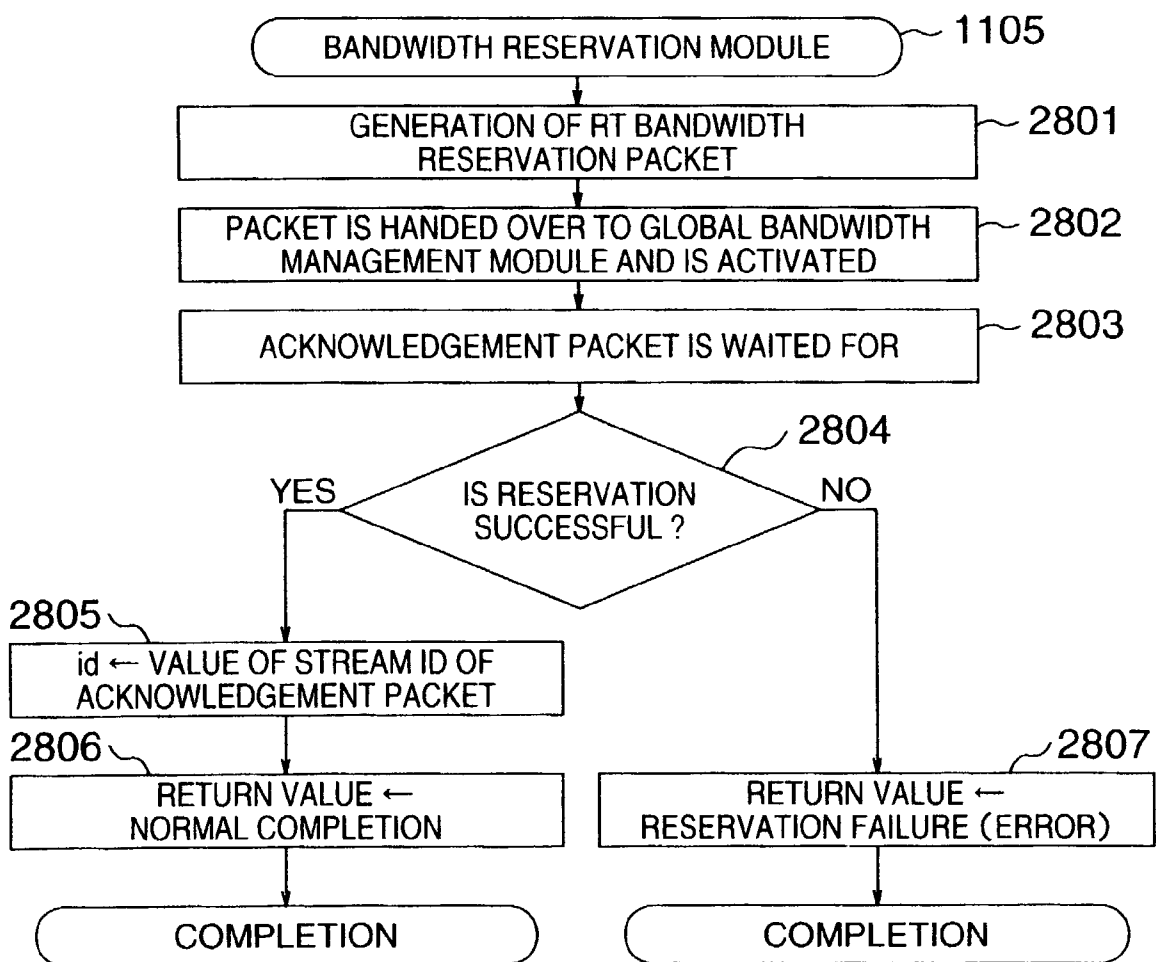 BANDWIDTH RESERVATION MODULE
1105
GENERATION OF RT BANDWIDTH
RESERVATION PACKET
2801
PACKET IS HANDED OVER TO GLOBAL BANDWIDTH
MANAGEMENT MODULE AND IS ACTIVATED
2802
ACKNOWLEDGEMENT PACKET IS WAITED FOR
2803
2804
YES
IS RESERVATION
SUCCESSFUL ?
NO
2805
id ← VALUE OF STREAM ID OF
ACKNOWLEDGEMENT PACKET
2806
RETURN VALUE ←
NORMAL COMPLETION
COMPLETION
2807
RETURN VALUE ←
RESERVATION FAILURE (ERROR)
COMPLETION